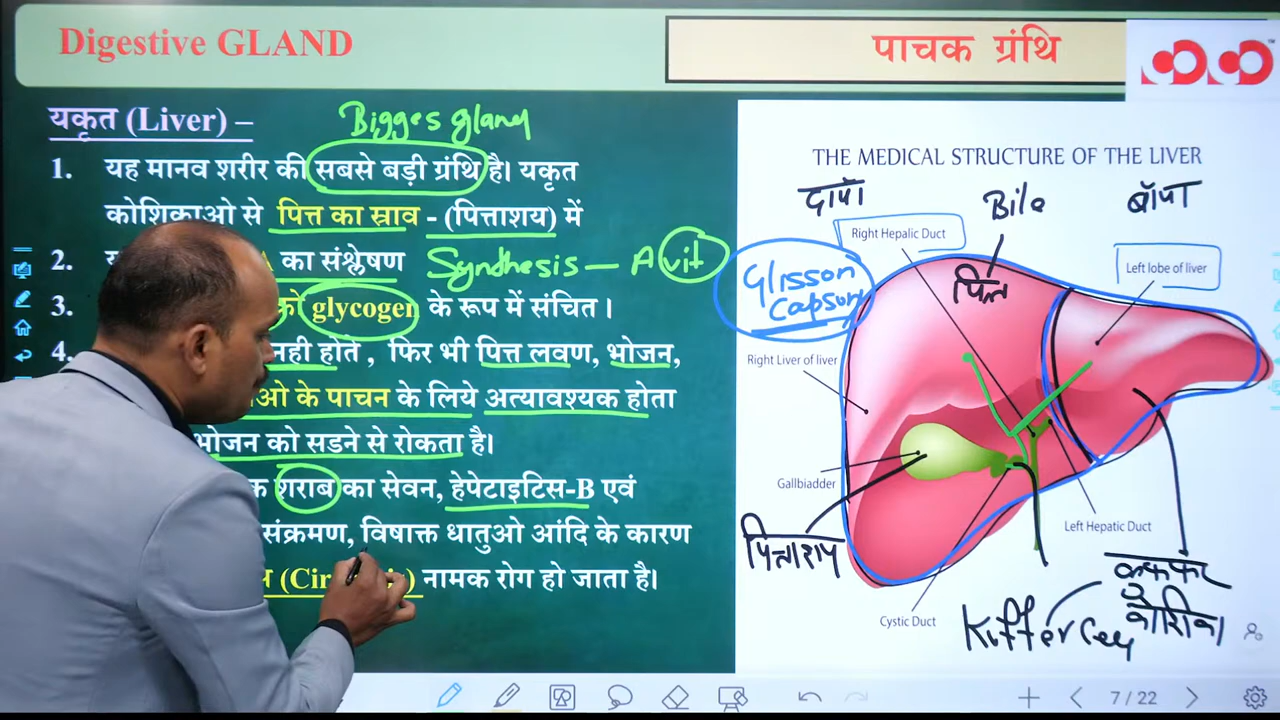 Digestive GLAND
पाचक ग्रंथि
यकृत (Liver) –
Bigges gland
1. यह मानव शरीर की सबसे बड़ी ग्रंथि है। यकृत
कोशिकाओ से पित्त का स्राव - (पित्ताशय) में
2. का संश्लेषण Synthesis — A vit
3. को glycogen के रूप में संचित।
4. नही होते, फिर भी पित्त लवण, भोजन,
के पाचन के लिये अत्यावश्यक होता
भोजन को सडने से रोकता है।
शराब का सेवन, हेपेटाइटिस-B एवं
संक्रमण, विषाक्त धातुओ आंदि के कारण
नामक रोग हो जाता है।
THE MEDICAL STRUCTURE OF THE LIVER
दायाँ
Bile
बाँया
Right Hepalic Duct
Left lobe of liver
Glisson
Capsule
पित्त
Right Liver of liver
Gallbladder
पित्ताशय
Left Hepatic Duct
Cystic Duct
Kuffer Cell
कोशिका
7 / 22